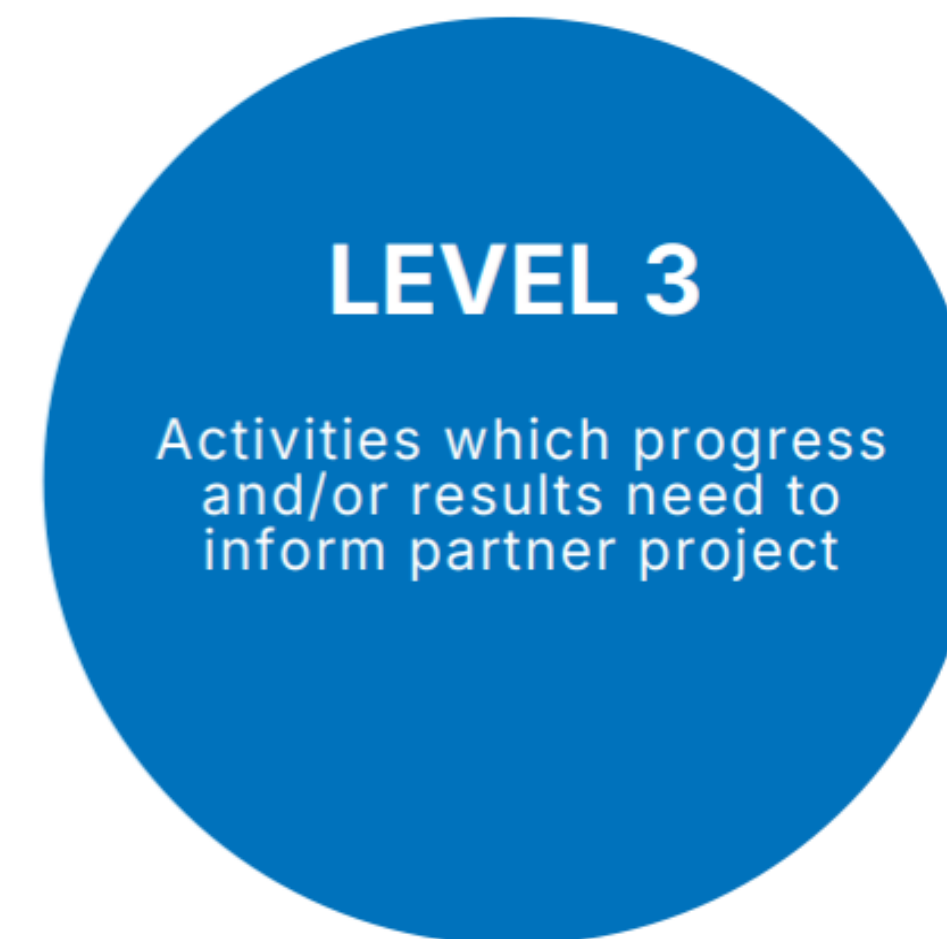 LEVEL 3
Activities which progress
and/or results need to
inform partner project